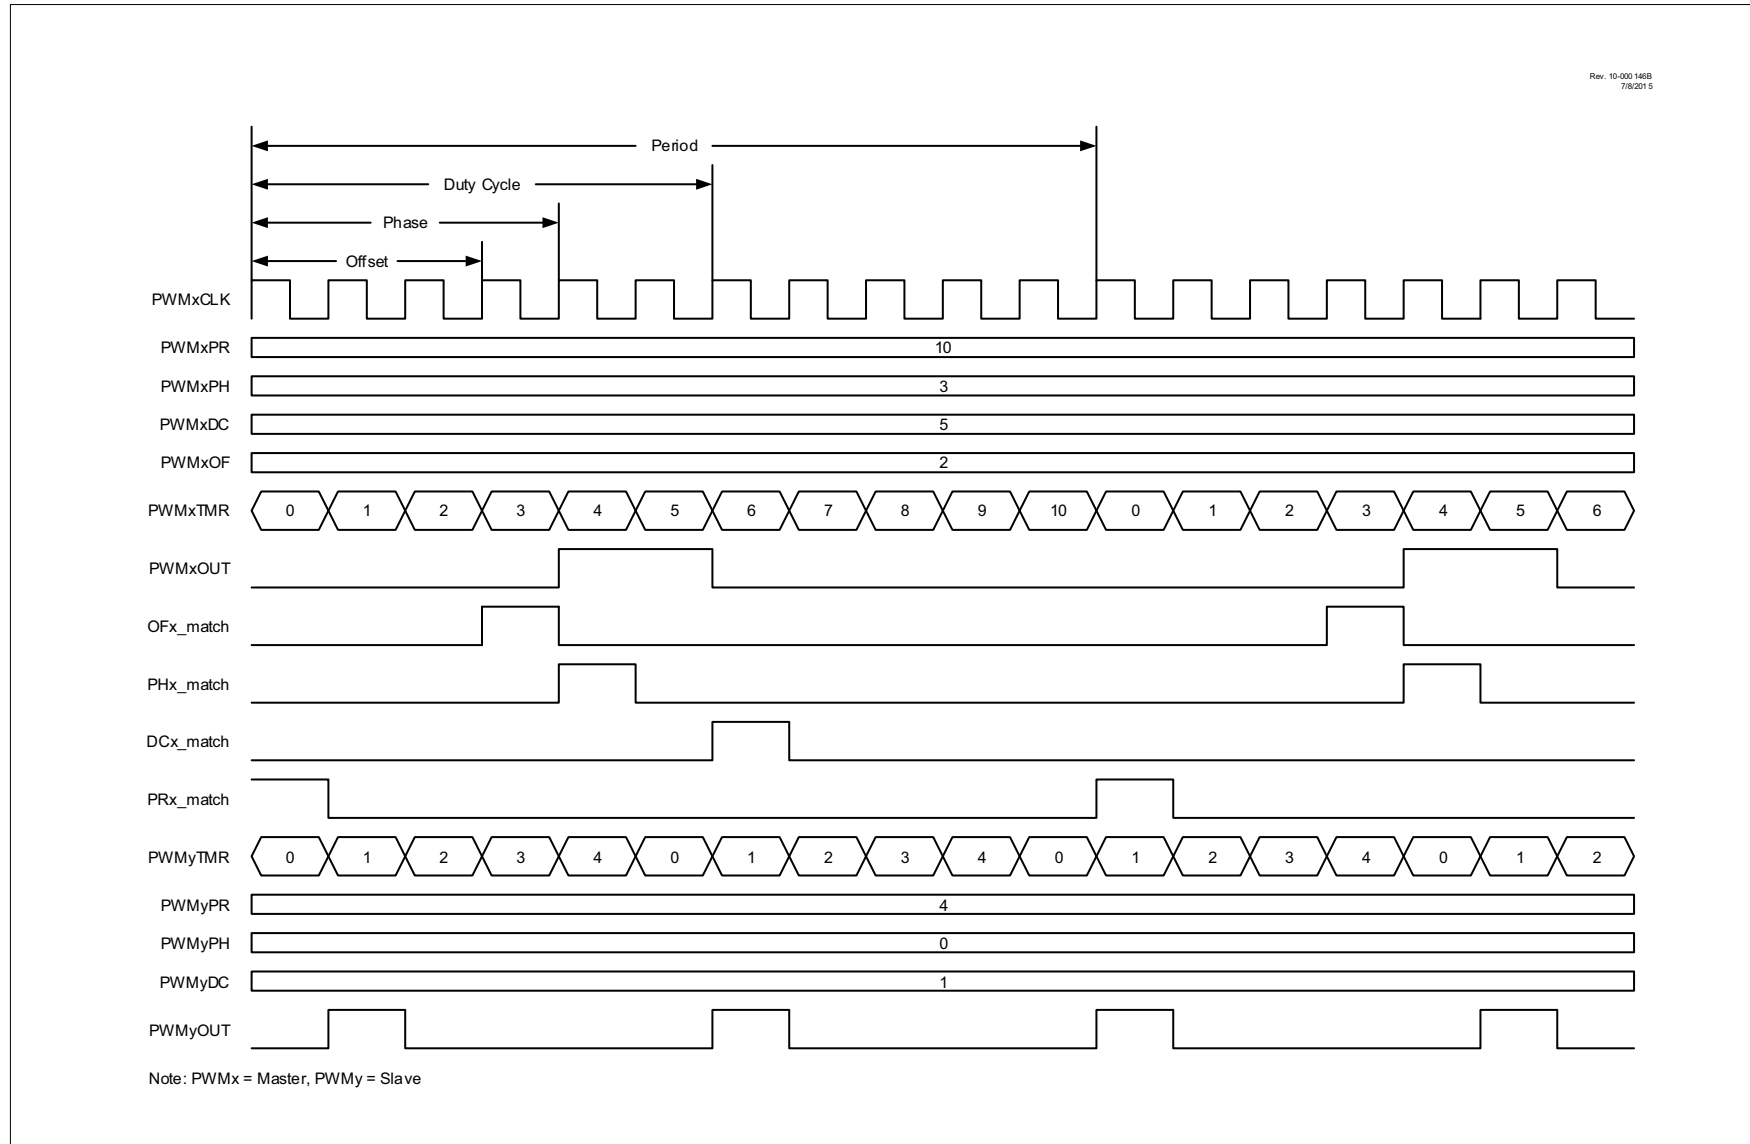 Rev. 10-000 146B
7/8/201 5
Period
Duty Cycle
Phase
Offset
PWMxCLK
PWMxPR 10
PWMxPH 3
PWMxDC 5
PWMxOF 2
PWMxTMR 0 1 2 3 4 5 6 7 8 9 10 0 1 2 3 4 5 6
PWMxOUT
OFx_match
PHx_match
DCx_match
PRx_match
PWMyTMR 0 1 2 3 4 0 1 2 3 4 0 1 2 3 4 0 1 2
PWMyPR 4
PWMyPH 0
PWMyDC 1
PWMyOUT
Note: PWMx = Master, PWMy = Slave